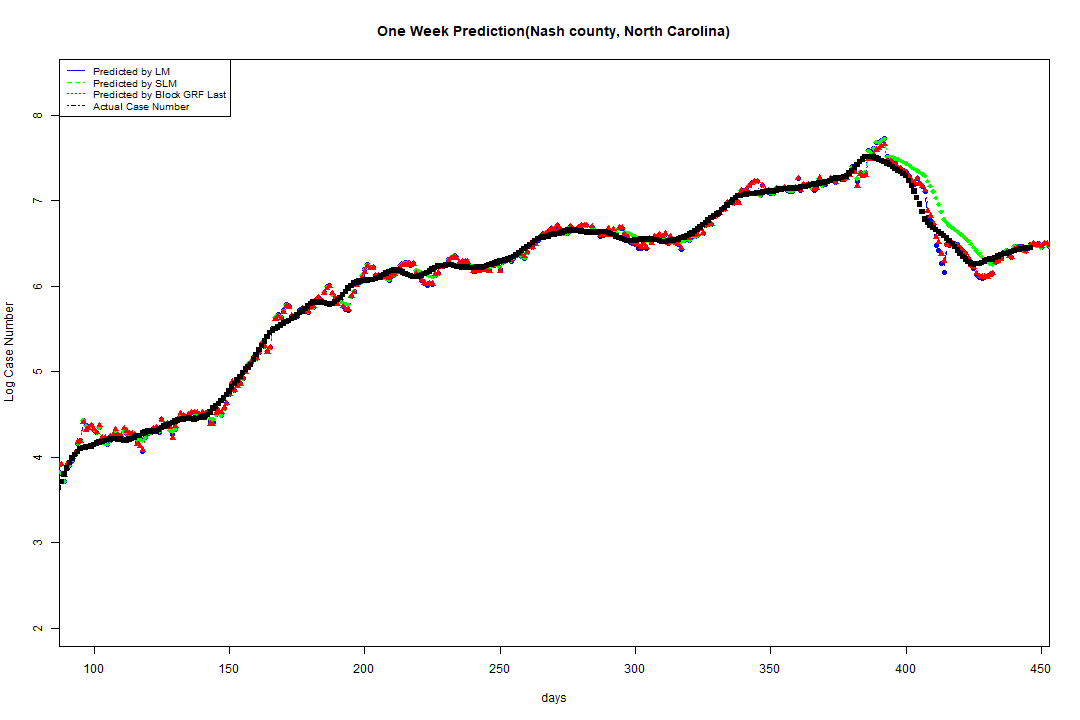 One Week Prediction(Nash county, North Carolina)
Predicted by LM
Predicted by SLM
Predicted by Block GRF Last
Actual Case Number
8
7
6
5
4
3
2
Log Case Number
100 150 200 250 300 350 400 450
days